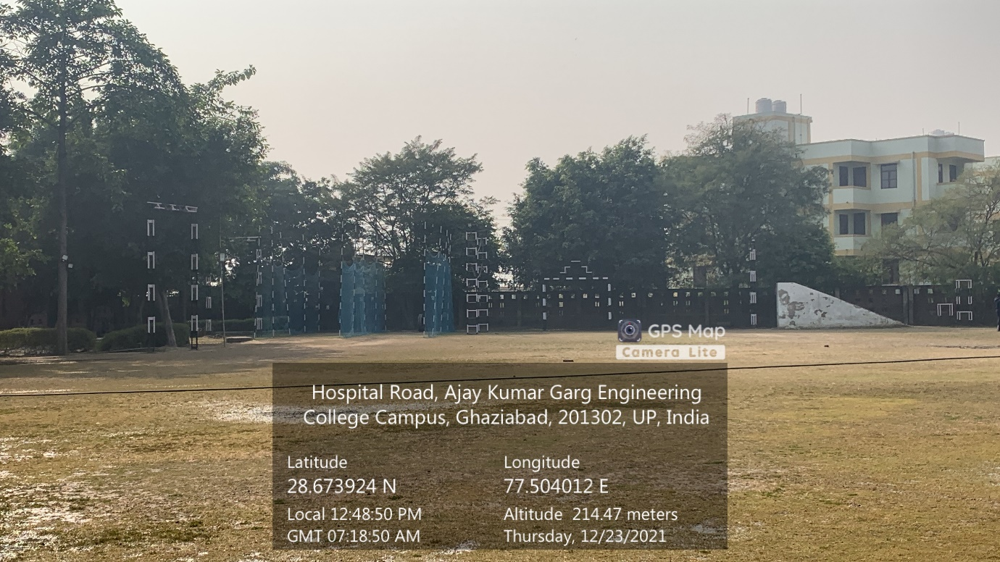 GPS Map
Camera Lite
Hospital Road, Ajay Kumar Garg Engineering
College Campus, Ghaziabad, 201302, UP, India
Latitude
28.673924 N
Longitude
77.504012 E
Local 12:48:50 PM
GMT 07:18:50 AM
Altitude 214.47 meters
Thursday, 12/23/2021